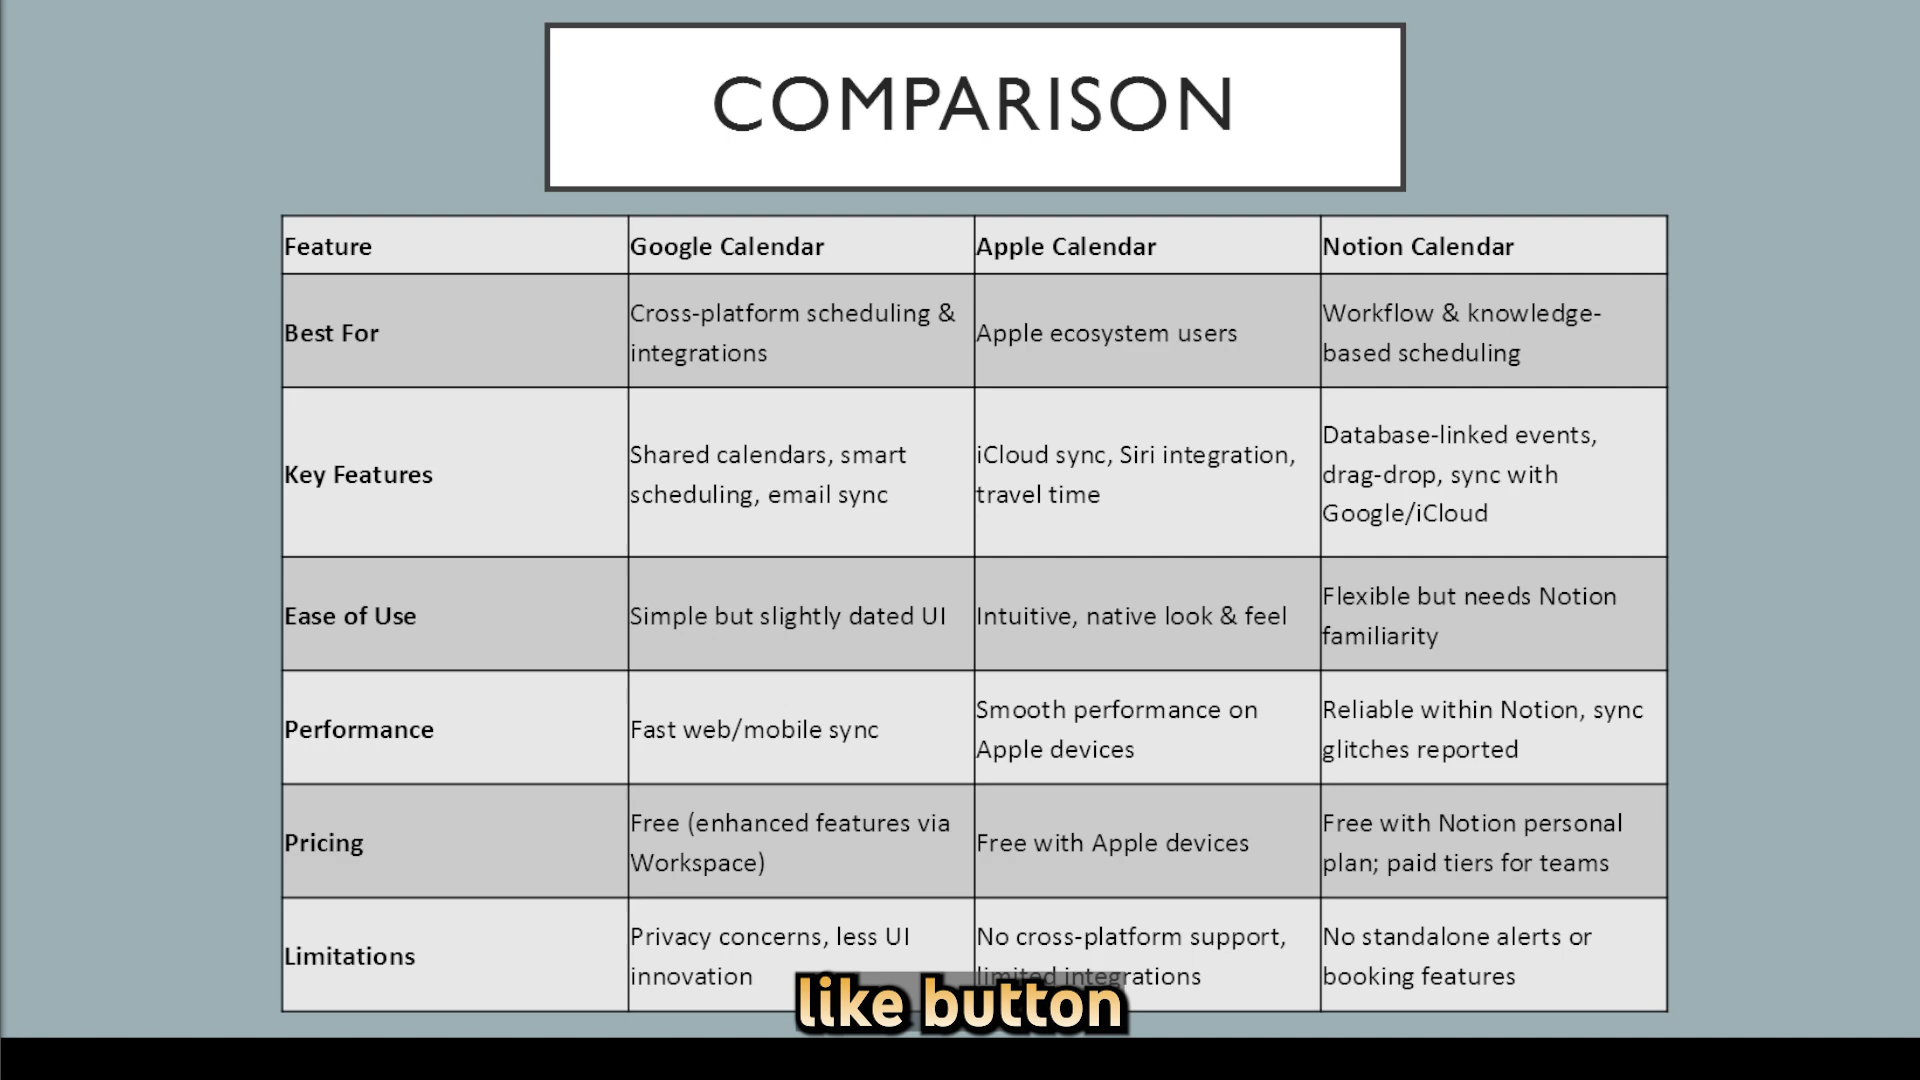 COMPARISON
Feature
Google Calendar
Apple Calendar
Notion Calendar
Best For
Cross-platform scheduling &
integrations
Apple ecosystem users
Workflow & knowledge-
based scheduling
Key Features
Shared calendars, smart
scheduling, email sync
iCloud sync, Siri integration,
travel time
Database-linked events,
drag-drop, sync with
Google/iCloud
Ease of Use
Simple but slightly dated UI
Intuitive, native look & feel
Flexible but needs Notion
familiarity
Performance
Fast web/mobile sync
Smooth performance on
Apple devices
Reliable within Notion, sync
glitches reported
Pricing
Free (enhanced features via
Workspace)
Free with Apple devices
Free with Notion personal
plan; paid tiers for teams
Limitations
Privacy concerns, less UI
innovation
No cross-platform support,
limited integrations
No standalone alerts or
booking features
like button